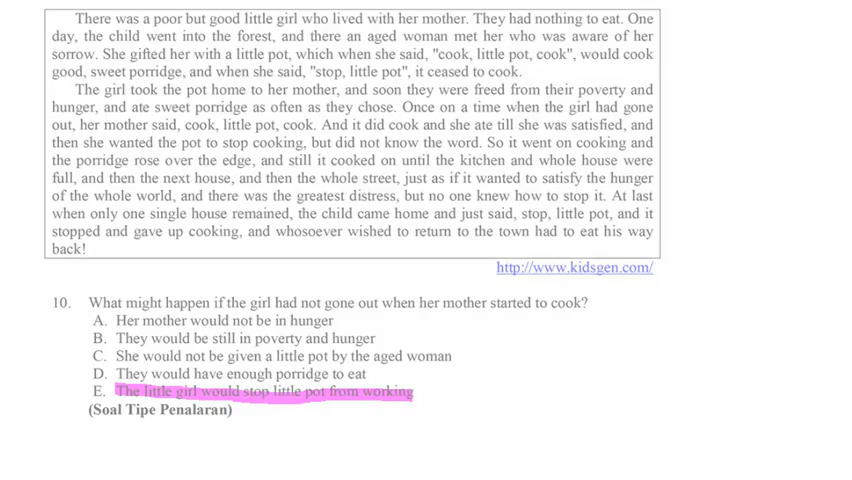 There was a poor but good little girl who lived with her mother. They had nothing to eat. One
day, the child went into the forest, and there an aged woman met her who was aware of her
sorrow. She gifted her with a little pot, which when she said, "cook, little pot, cook", would cook
good, sweet porridge, and when she said, "stop, little pot", it ceased to cook.
The girl took the pot home to her mother, and soon they were freed from their poverty and
hunger, and ate sweet porridge as often as they chose. Once on a time when the girl had gone
out, her mother said, cook, little pot, cook. And it did cook and she ate till she was satisfied, and
then she wanted the pot to stop cooking, but did not know the word. So it went on cooking and
the porridge rose over the edge, and still it cooked on until the kitchen and whole house were
full, and then the next house, and then the whole street, just as if it wanted to satisfy the hunger
of the whole world, and there was the greatest distress, but no one knew how to stop it. At last
when only one single house remained, the child came home and just said, stop, little pot, and it
stopped and gave up cooking, and whosoever wished to return to the town had to eat his way
back!
http://www.kidsgen.com/
10. What might happen if the girl had not gone out when her mother started to cook?
A. Her mother would not be in hunger
B. They would be still in poverty and hunger
C. She would not be given a little pot by the aged woman
D. They would have enough porridge to eat
E. The little girl would stop little pot from working
(Soal Tipe Penalaran)